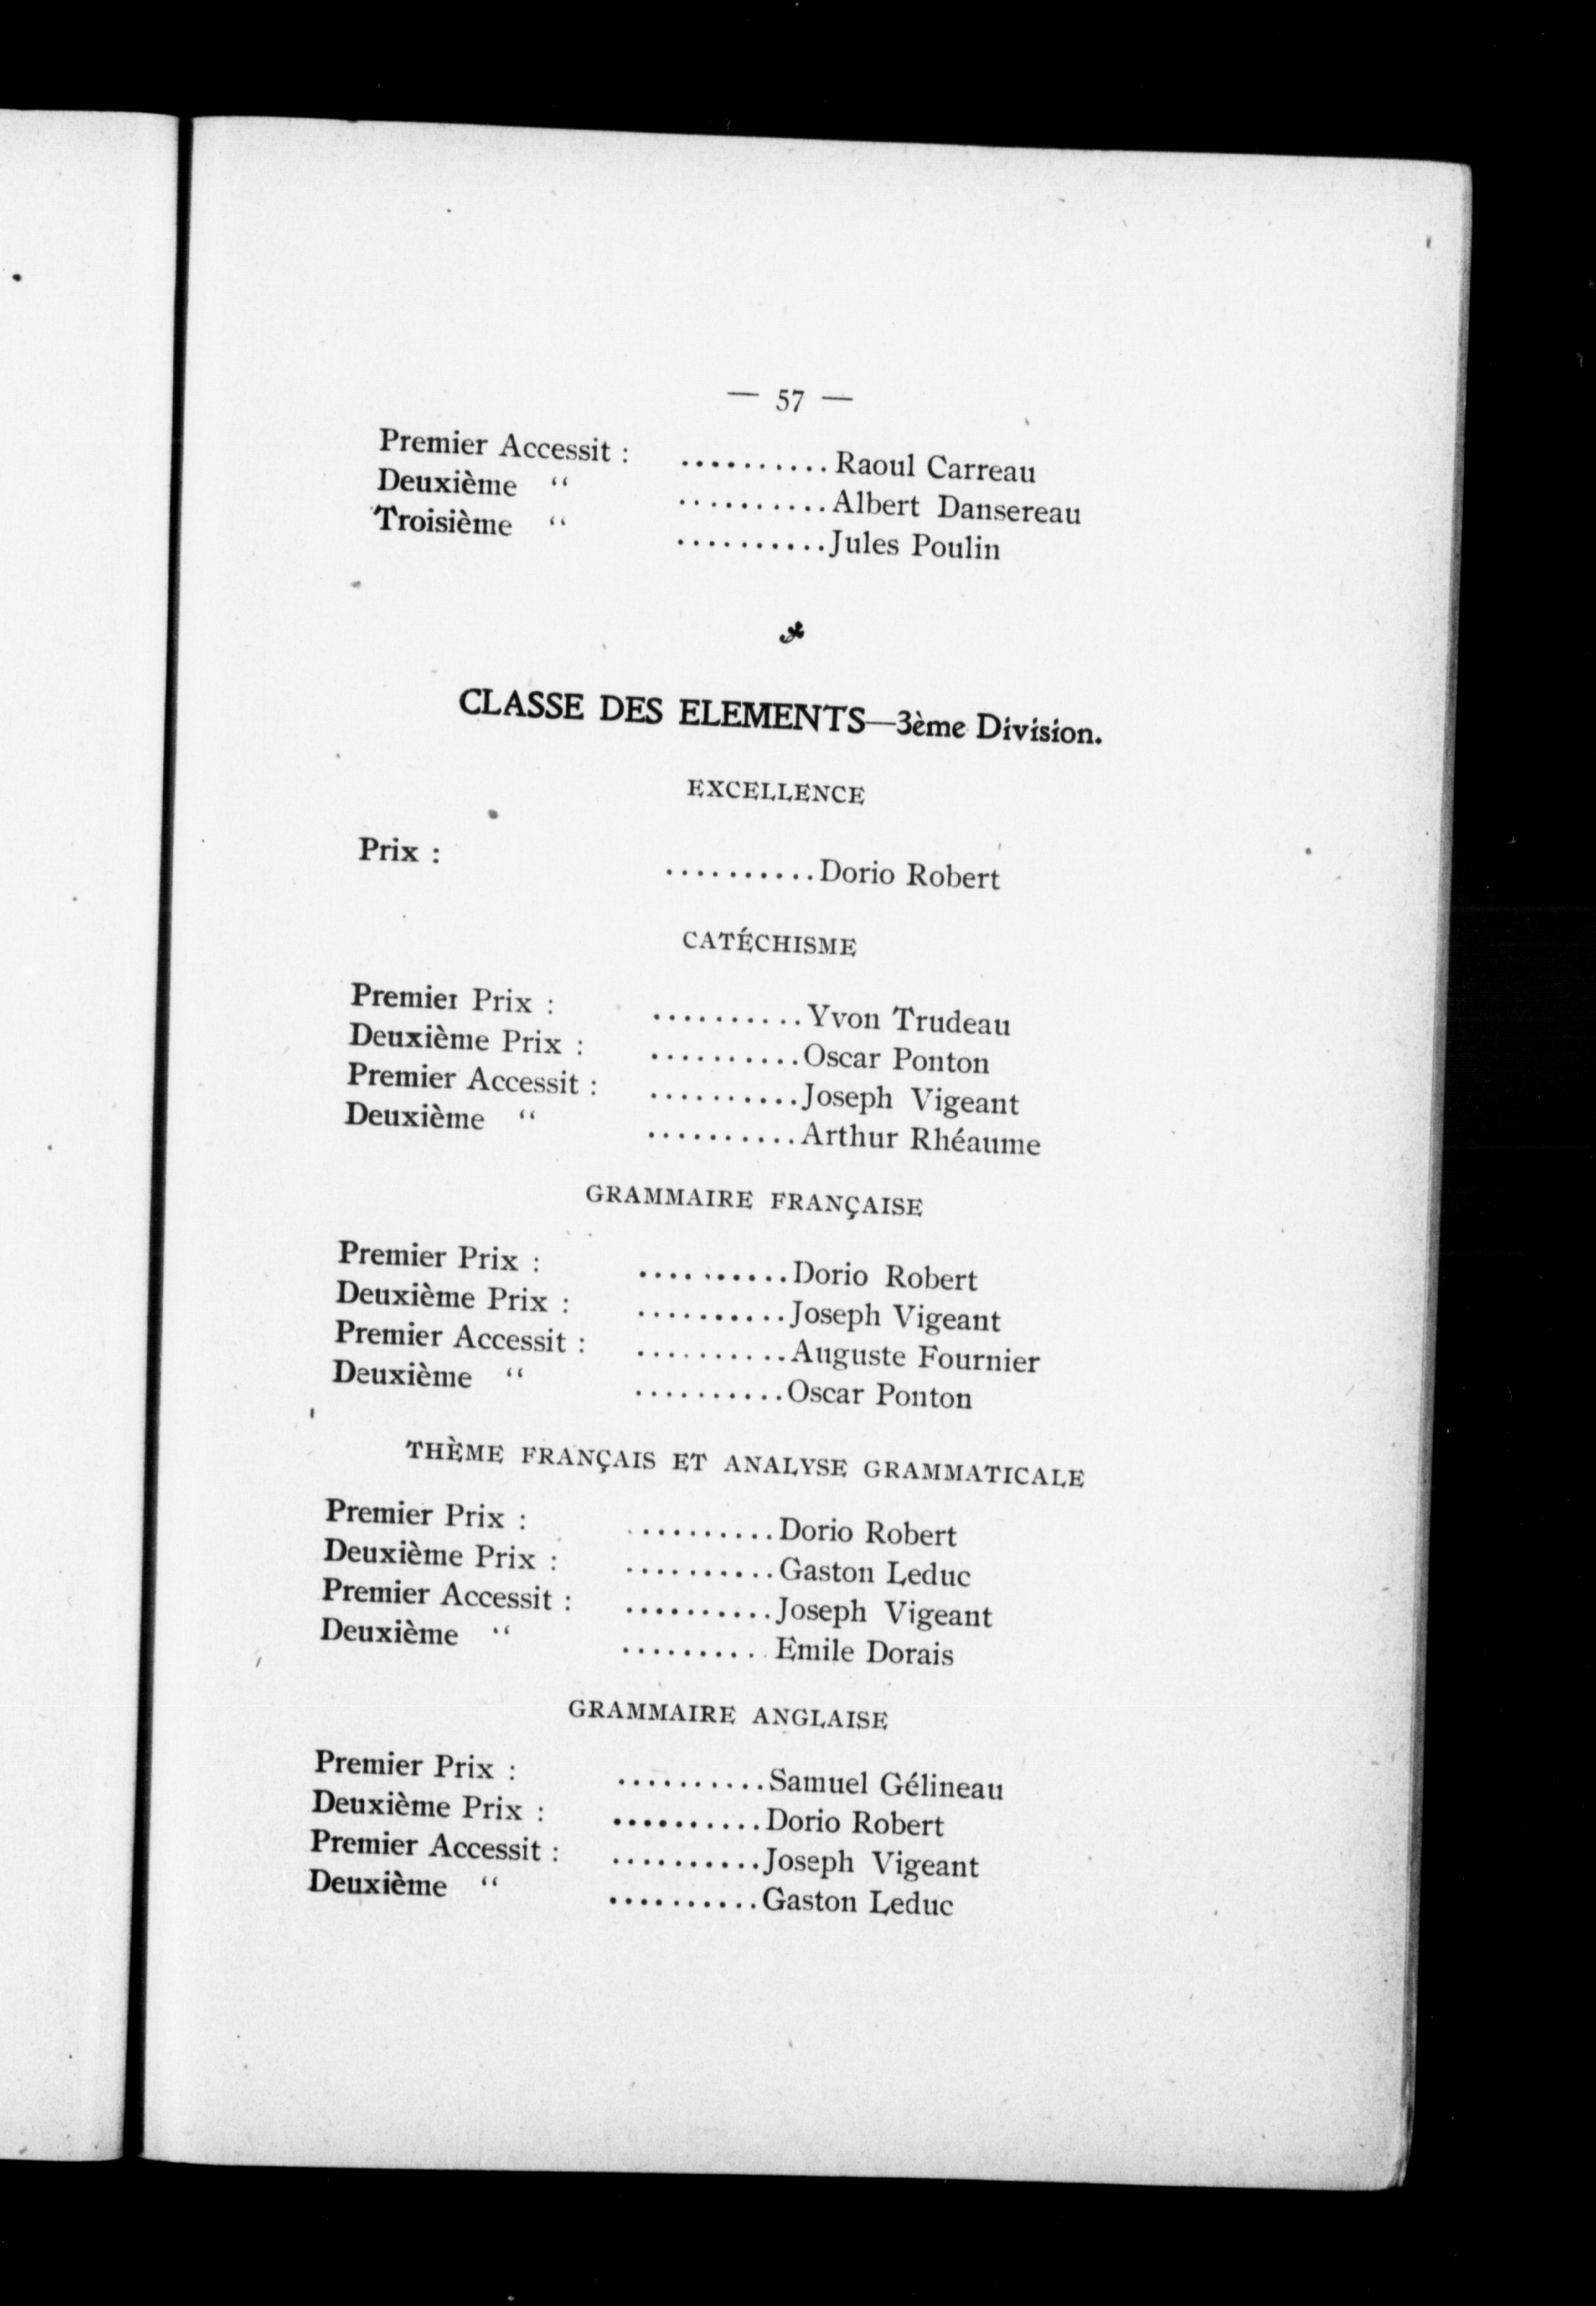 — 57 —
Premier Accessit : ..........Raoul Carreau
Deuxième “ ..........Albert Dansereau
Troisième “ ..........Jules Poulin
CLASSE DES ELEMENTS—3ème Division.
EXCELLENCE
Prix : ..........Dorio Robert
CATÉCHISME
Premier Prix : ..........Yvon Trudeau
Deuxième Prix : ..........Oscar Ponton
Premier Accessit : ..........Joseph Vigeant
Deuxième “ ..........Arthur Rhéaume
GRAMMAIRE FRANÇAISE
Premier Prix : ..........Dorio Robert
Deuxième Prix : ..........Joseph Vigeant
Premier Accessit : ..........Auguste Fournier
Deuxième “ ..........Oscar Ponton
THÈME FRANÇAIS ET ANALYSE GRAMMATICALE
Premier Prix : ..........Dorio Robert
Deuxième Prix : ..........Gaston Leduc
Premier Accessit : ..........Joseph Vigeant
Deuxième “ ..........Emile Dorais
GRAMMAIRE ANGLAISE
Premier Prix : ..........Samuel Gélineau
Deuxième Prix : ..........Dorio Robert
Premier Accessit : ..........Joseph Vigeant
Deuxième “ ..........Gaston Leduc